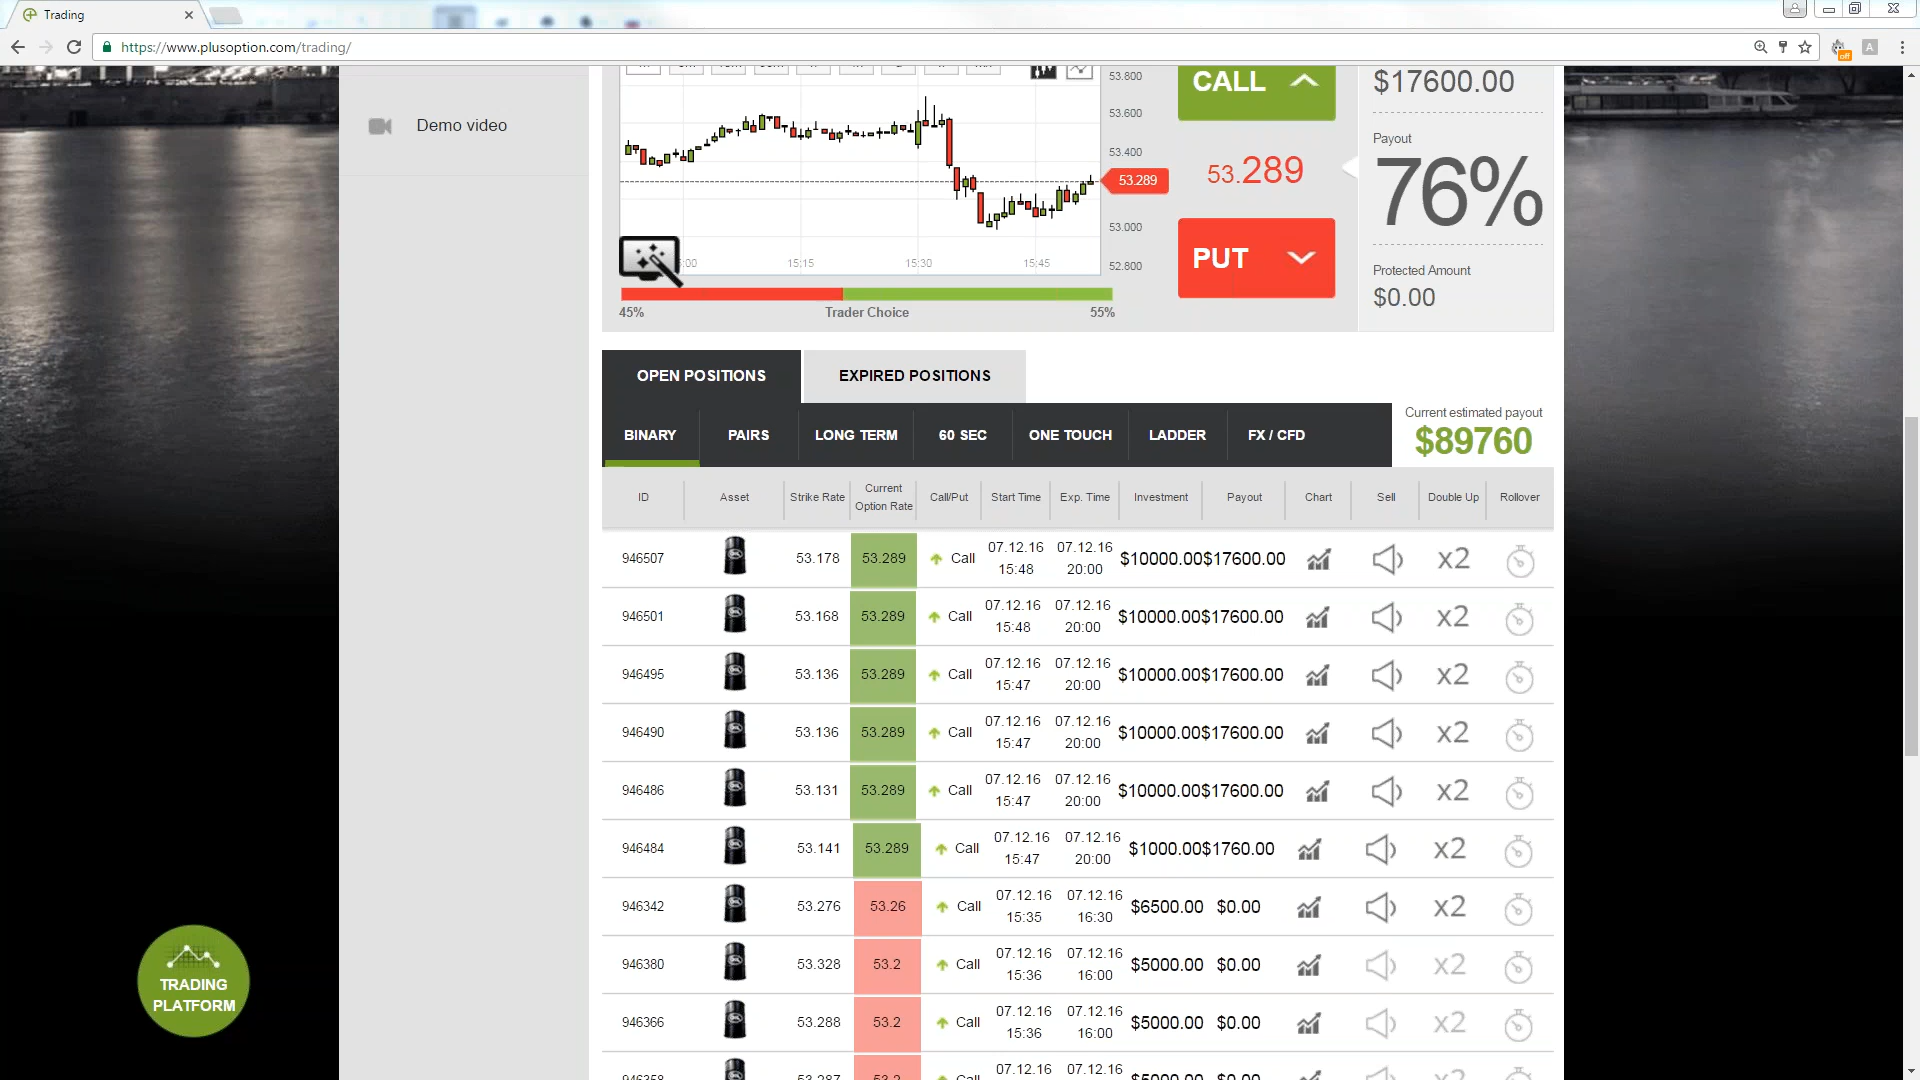 Trading
https://www.plusoption.com/trading/
off
A
Demo video
53.800
53.600
53.400
53.289
53.000
52.800
:00
15:15
15:30
15:45
45%
Trader Choice
55%
CALL
53.289
PUT
$17600.00
Payout
76%
Protected Amount
$0.00
OPEN POSITIONS
EXPIRED POSITIONS
BINARY
PAIRS
LONG TERM
60 SEC
ONE TOUCH
LADDER
FX / CFD
Current estimated payout
$89760
ID Asset Strike Rate Current Option Rate Call/Put Start Time Exp. Time Investment Payout Chart Sell Double Up Rollover
946507 53.178 53.289 Call 07.12.16 15:48 07.12.16 20:00 $10000.00 $17600.00 x2
946501 53.168 53.289 Call 07.12.16 15:48 07.12.16 20:00 $10000.00 $17600.00 x2
946495 53.136 53.289 Call 07.12.16 15:47 07.12.16 20:00 $10000.00 $17600.00 x2
946490 53.136 53.289 Call 07.12.16 15:47 07.12.16 20:00 $10000.00 $17600.00 x2
946486 53.131 53.289 Call 07.12.16 15:47 07.12.16 20:00 $10000.00 $17600.00 x2
946484 53.141 53.289 Call 07.12.16 15:47 07.12.16 20:00 $1000.00 $1760.00 x2
946342 53.276 53.26 Call 07.12.16 15:35 07.12.16 16:30 $6500.00 $0.00 x2
946380 53.328 53.2 Call 07.12.16 15:36 07.12.16 16:00 $5000.00 $0.00 x2
946366 53.288 53.2 Call 07.12.16 15:36 07.12.16 16:00 $5000.00 $0.00 x2
07.12.16 07.12.16
TRADING
PLATFORM